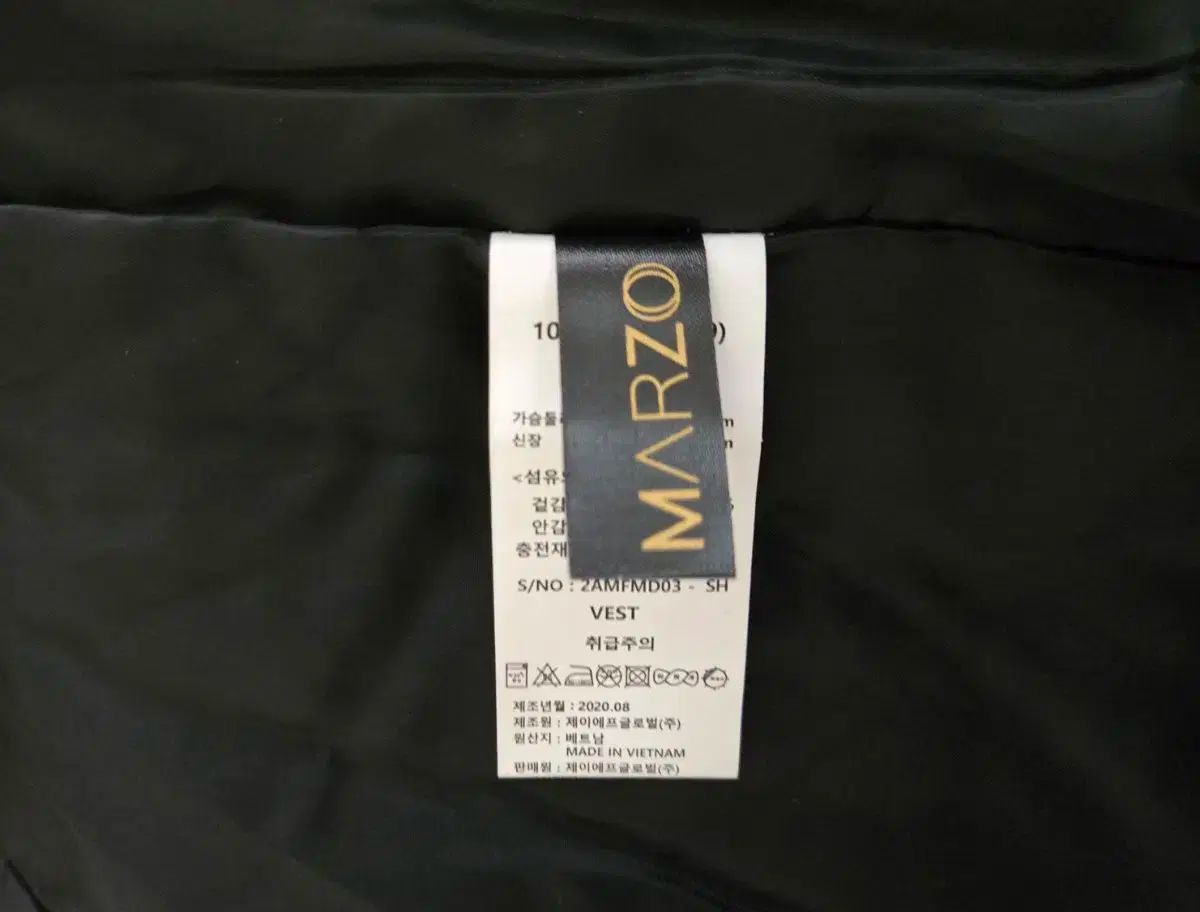 MARZO
10
9)
가슴둘레
m
신장
m
<섬유
겉감
안감
충전재
S/NO : 2AMFMD03 - SH
VEST
취급주의
제조년월 : 2020.08
제조원 : 제이에프글로벌(주)
원산지 : 베트남
MADE IN VIETNAM
판매원 : 제이에프글로벌(주)